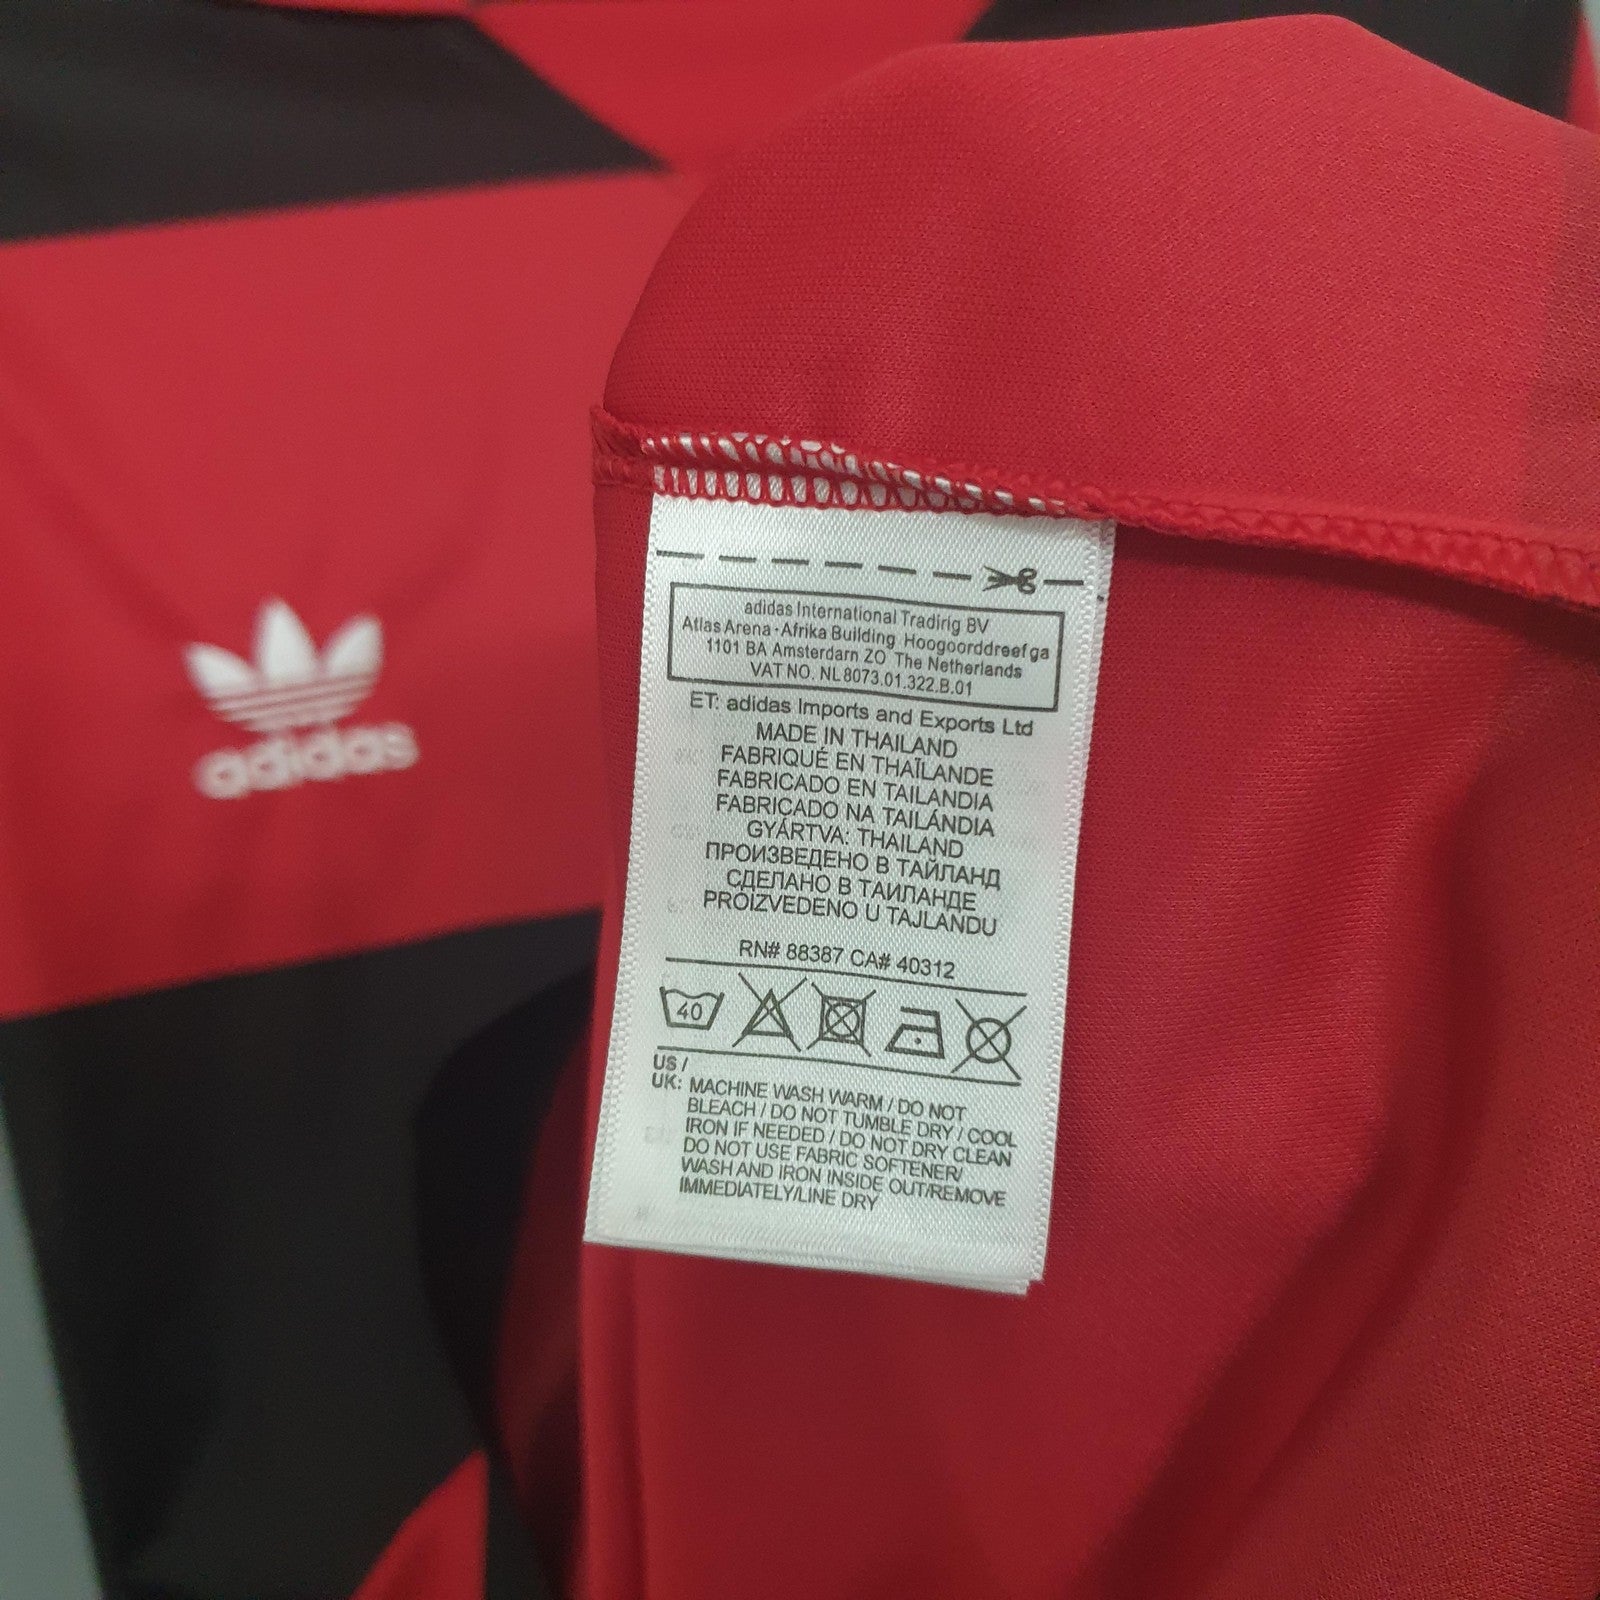 adidas
adidas International Tradirig BV
Atlas Arena - Afrika Building Hoogoorddreef ga
1101 BA Amsterdarn ZO The Netherlands
VAT NO. NL8073.01.322.B.01
ET: adidas Imports and Exports Ltd
MADE IN THAILAND
FABRIQUÉ EN THAÏLANDE
FABRICADO EN TAILANDIA
FABRICADO NA TAILÁNDIA
GYÁRTVA: THAILAND
ПРОИЗВЕДЕНО В ТАЙЛАНД
СДЕЛАНО В ТАИЛАНДЕ
PROIZVEDENO U TAJLANDU
RN# 88387 CA# 40312
40
US /
UK: MACHINE WASH WARM / DO NOT
BLEACH / DO NOT TUMBLE DRY / COOL
IRON IF NEEDED / DO NOT DRY CLEAN
DO NOT USE FABRIC SOFTENER/
WASH AND IRON INSIDE OUT/REMOVE
IMMEDIATELY/LINE DRY